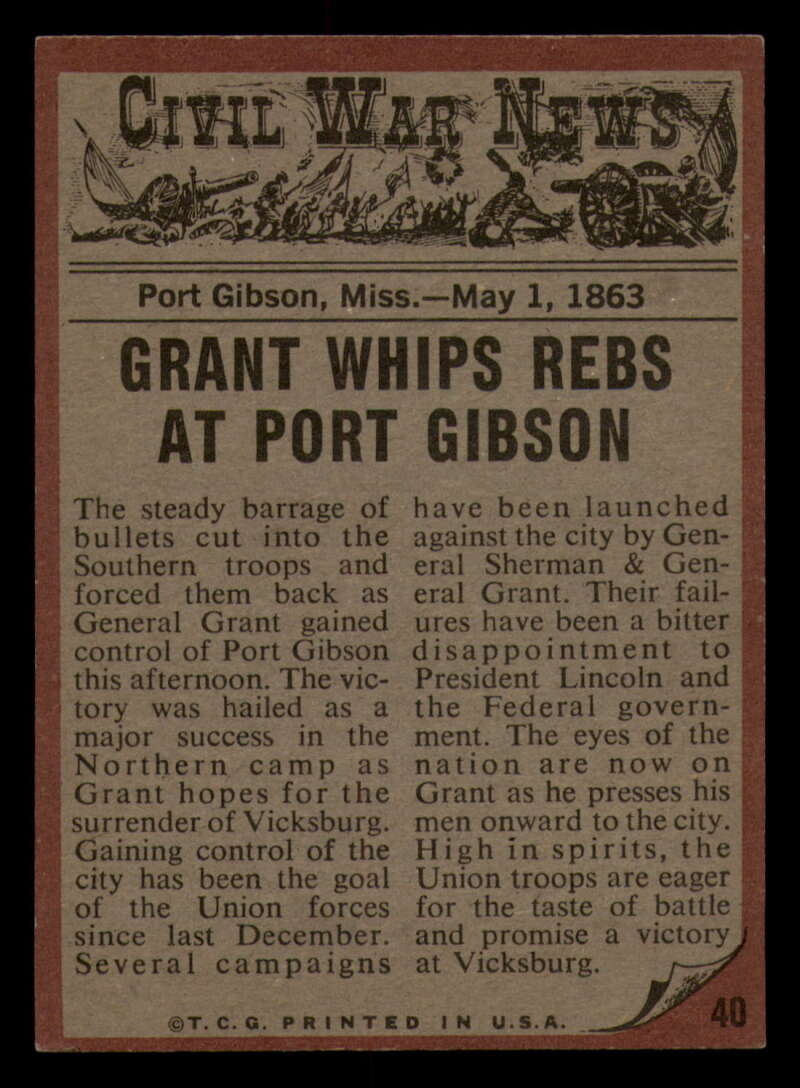 CIVIL WAR NEWS
Port Gibson, Miss.—May 1, 1863
GRANT WHIPS REBS
AT PORT GIBSON
The steady barrage of
bullets cut into the
Southern troops and
forced them back as
General Grant gained
control of Port Gibson
this afternoon. The vic-
tory was hailed as a
major success in the
Northern camp as
Grant hopes for the
surrender of Vicksburg.
Gaining control of the
city has been the goal
of the Union forces
since last December.
Several campaigns
have been launched
against the city by Gen-
eral Sherman & Gen-
eral Grant. Their fail-
ures have been a bitter
disappointment to
President Lincoln and
the Federal govern-
ment. The eyes of the
nation are now on
Grant as he presses his
men onward to the city.
High in spirits, the
Union troops are eager
for the taste of battle
and promise a victory
at Vicksburg.
©T.C.G. PRINTED IN U.S.A.
40